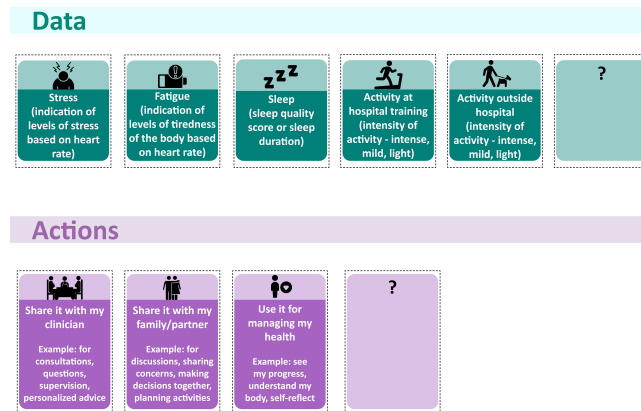 Data
Stress
(indication of
levels of stress
based on heart
rate)
Fatigue
(indication of
levels of tiredness
of the body based
on heart rate)
zzz
Sleep
(sleep quality
score or sleep
duration)
Activity at
hospital training
(intensity of
activity - intense,
mild, light)
Activity outside
hospital
(intensity of
activity - intense,
mild, light)
?
Actions
Share it with my
clinician
Example: for
consultations,
questions,
supervision,
personalized advice
Share it with my
family/partner
Example: for
discussions, sharing
concerns, making
decisions together,
planning activities
Use it for
managing my
health
Example: see
my progress,
understand my
body, self-reflect
?